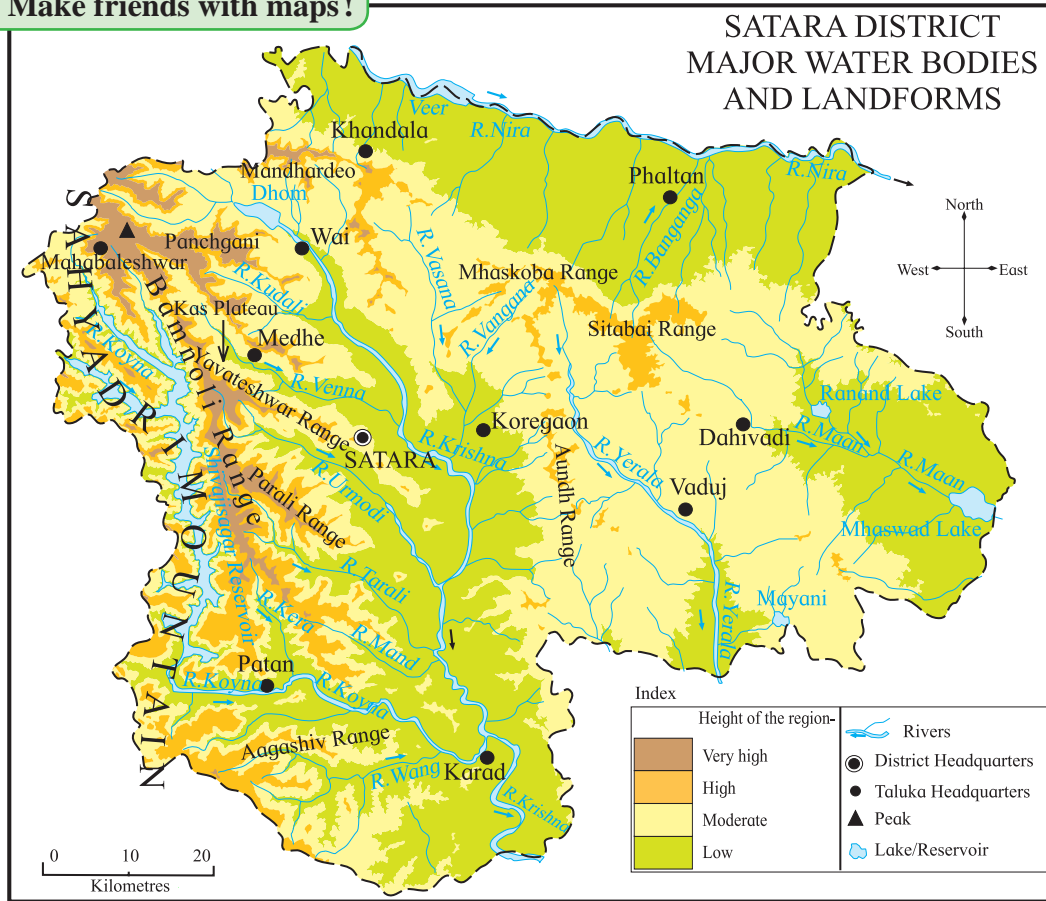 Make friends with maps!
SATARA DISTRICT
MAJOR WATER BODIES
AND LANDFORMS
Veer
R.Nira
Khandala
R.Nira
Mandhardeo
Phaltan
Dhom
North
West
East
South
Panchgani
Wai
Mahabaleshwar
R.Vasana
R.Banganga
Mhaskoba Range
R.Kudali
Kas Plateau
R.Vangana
Sitabai Range
R.Koyna
Medhe
Bamnoli Range
Yavateshwar Range
R.Venna
Ranand Lake
Koregaon
Dahivadi
R.Maan
SATARA
R.Krishna
R.Yerala
R.Maan
R.Urmodi
Aundh Range
Vaduj
SAHYADRI MOUNTAIN
Shivajisagar Reservoir
Parali Range
Mhaswad Lake
R.Tarali
R.Yerala
Mayani
R.Kera
R.Mand
Patan
R.Koyna
R.Koyna
Aagashiv Range
R.Wang
Karad
R.Krishna
Index
Height of the region-
Very high
High
Moderate
Low
Rivers
District Headquarters
Taluka Headquarters
Peak
Lake/Reservoir
0 10 20
Kilometres